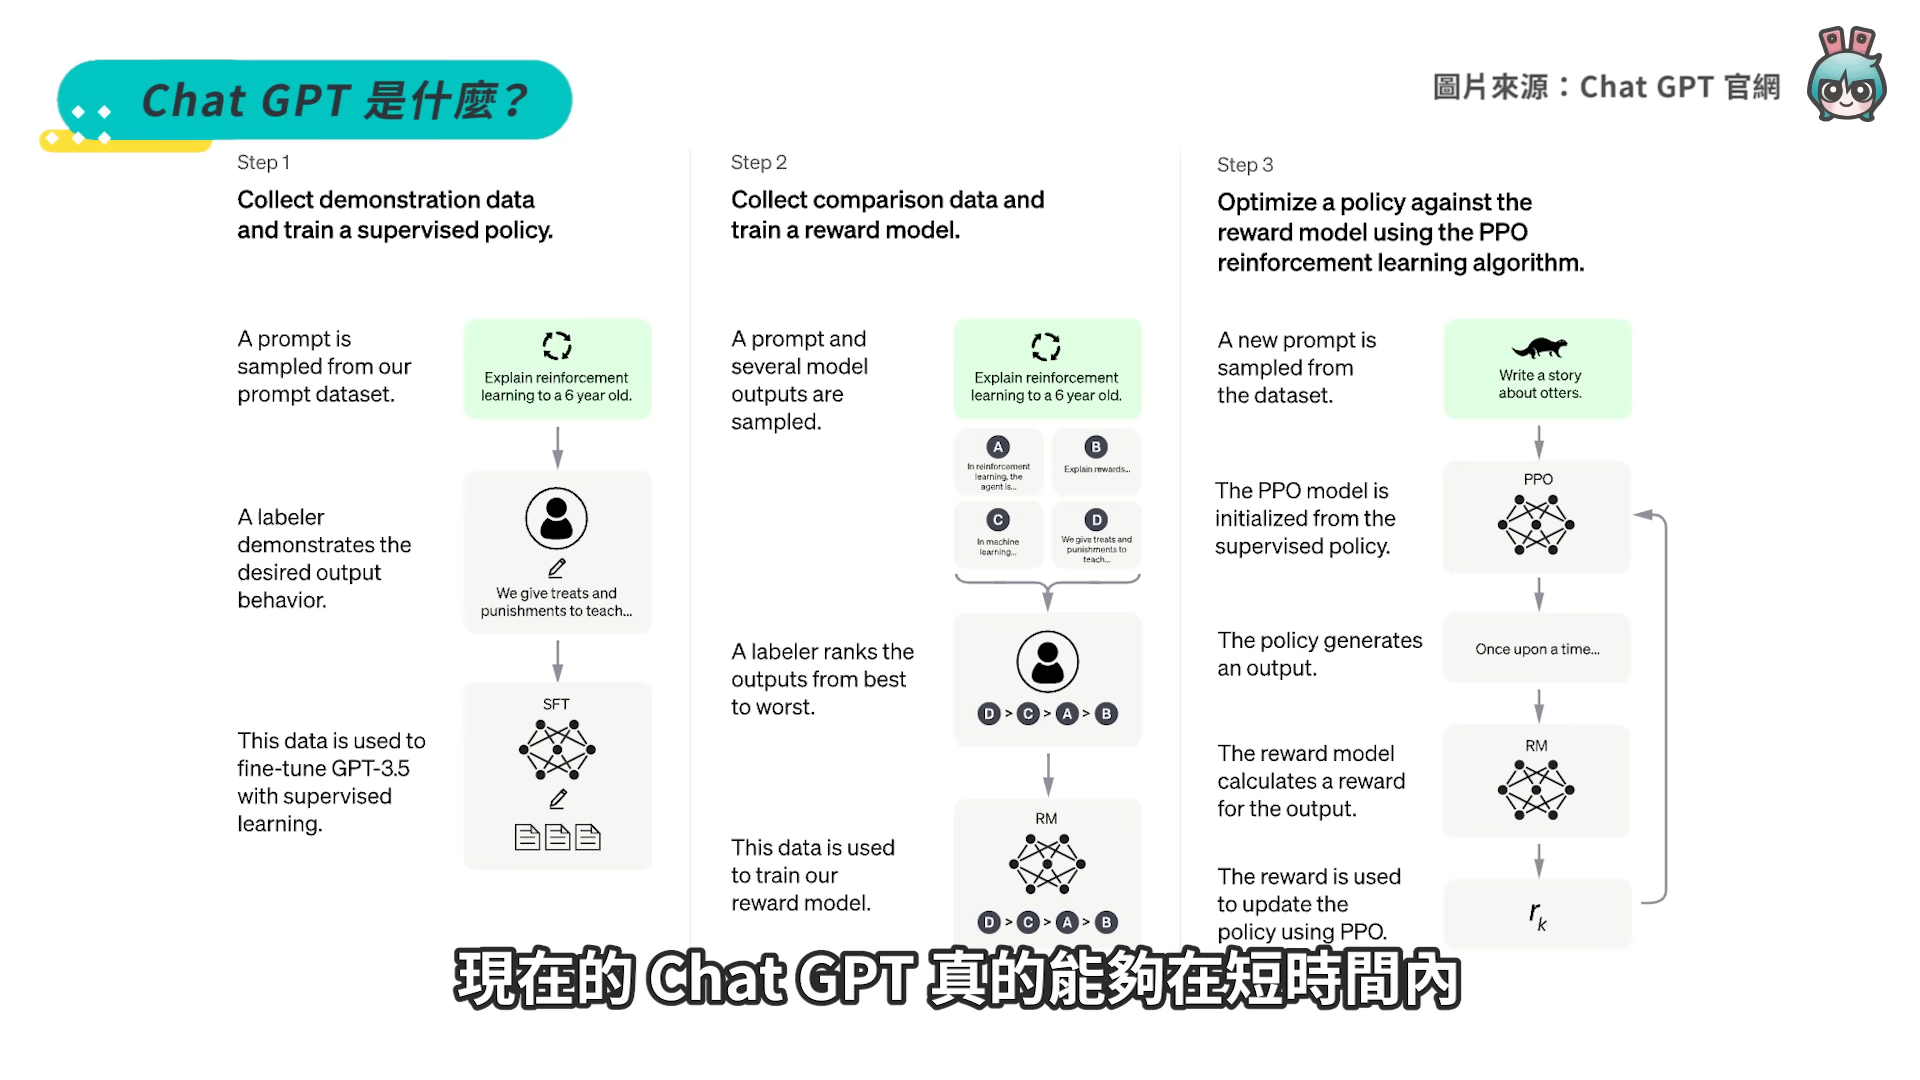 Chat GPT 是什麼?
圖片來源：Chat GPT 官網
Step 1
Collect demonstration data
and train a supervised policy.
A prompt is
sampled from our
prompt dataset.
Explain reinforcement
learning to a 6 year old.
A labeler
demonstrates the
desired output
behavior.
We give treats and
punishments to teach...
This data is used to
fine-tune GPT-3.5
with supervised
learning.
SFT
Step 2
Collect comparison data and
train a reward model.
A prompt and
several model
outputs are
sampled.
Explain reinforcement
learning to a 6 year old.
A
In reinforcement
learning, the
agent is...
B
Explain rewards...
C
In machine
learning...
D
We give treats and
punishments to
teach...
A labeler ranks the
outputs from best
to worst.
D > C > A > B
This data is used
to train our
reward model.
RM
D > C > A > B
Step 3
Optimize a policy against the
reward model using the PPO
reinforcement learning algorithm.
A new prompt is
sampled from
the dataset.
Write a story
about otters.
The PPO model is
initialized from the
supervised policy.
PPO
The policy generates
an output.
Once upon a time...
The reward model
calculates a reward
for the output.
RM
The reward is used
to update the
policy using PPO.
rk
現在的 Chat GPT 真的能夠在短時間內